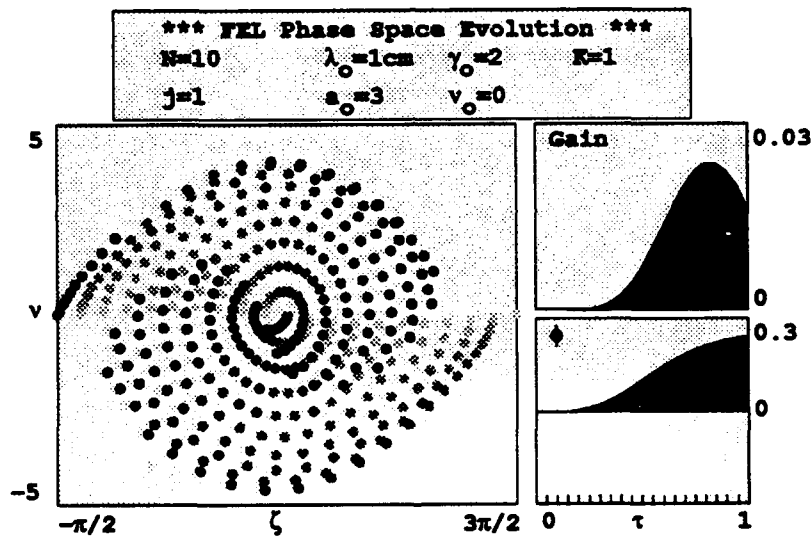 *** FEL Phase Space Evolution ***
N=10 λo=1cm γo=2 K=1
j=1 ao=3 νo=0
5
ν
-5
-π/2 ζ 3π/2
Gain
0.03
0
ϕ
0.3
0
0 τ 1